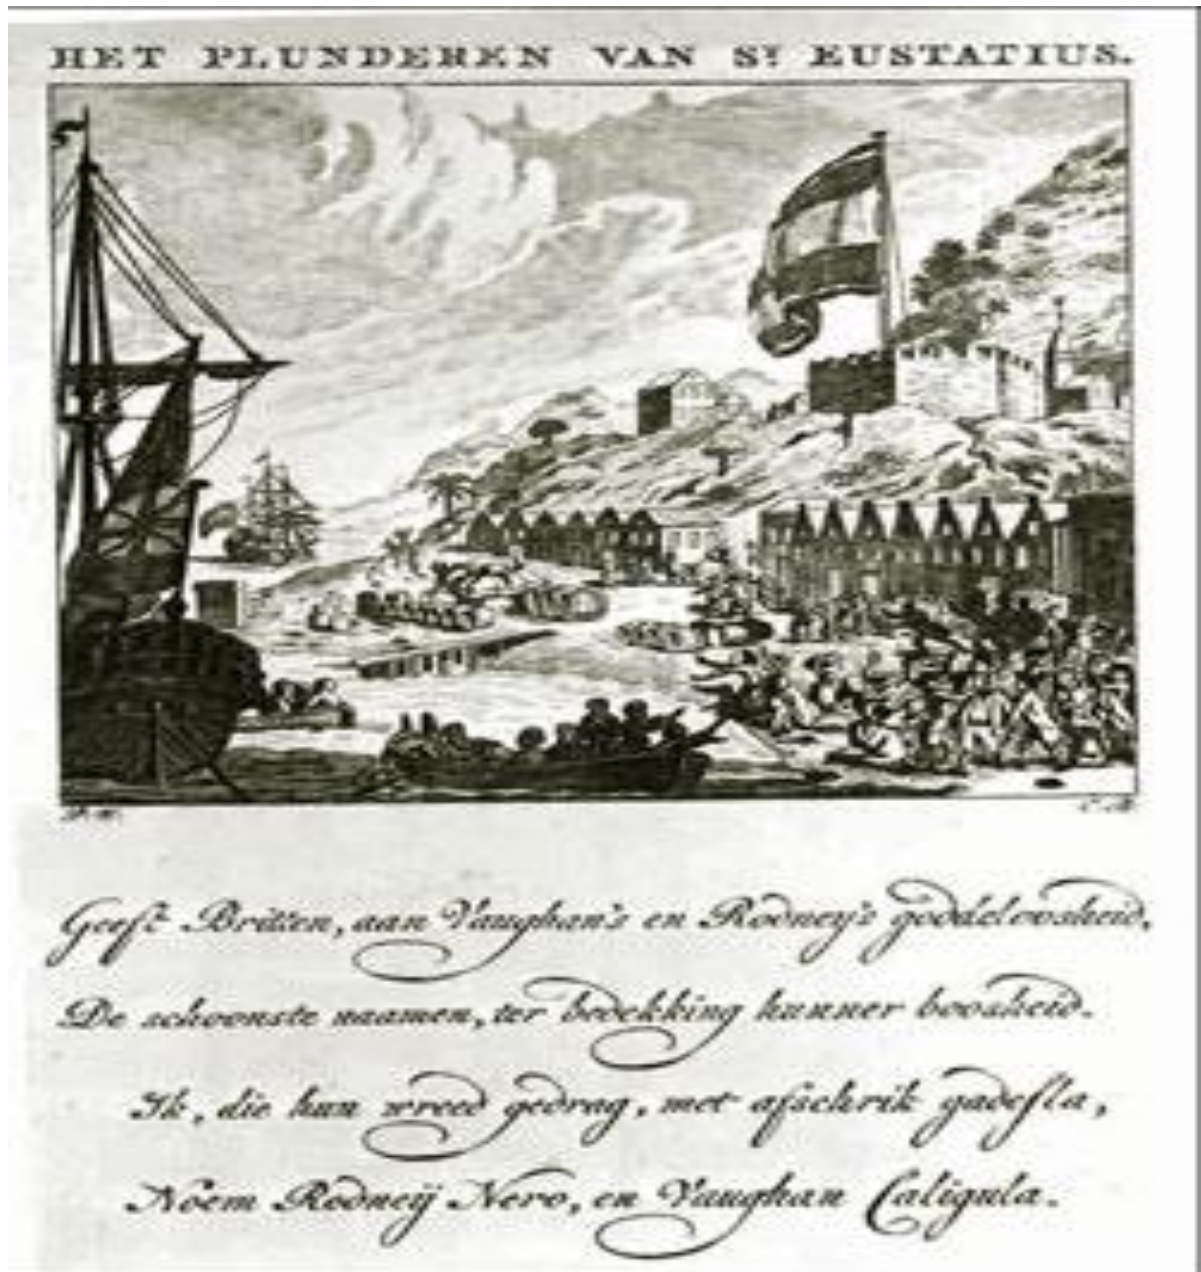 HET PLUNDEREN VAN St. EUSTATIUS.
Geeft Britten, aan Vaughan's en Rodney's goddeloosheid,
De schoonste naamen, ter bedekking hunner boosheid.
Ik, die hun wreed gedrag, met afschrik gadesla,
Noem Rodneÿ Nero, en Vaughan Caligula.